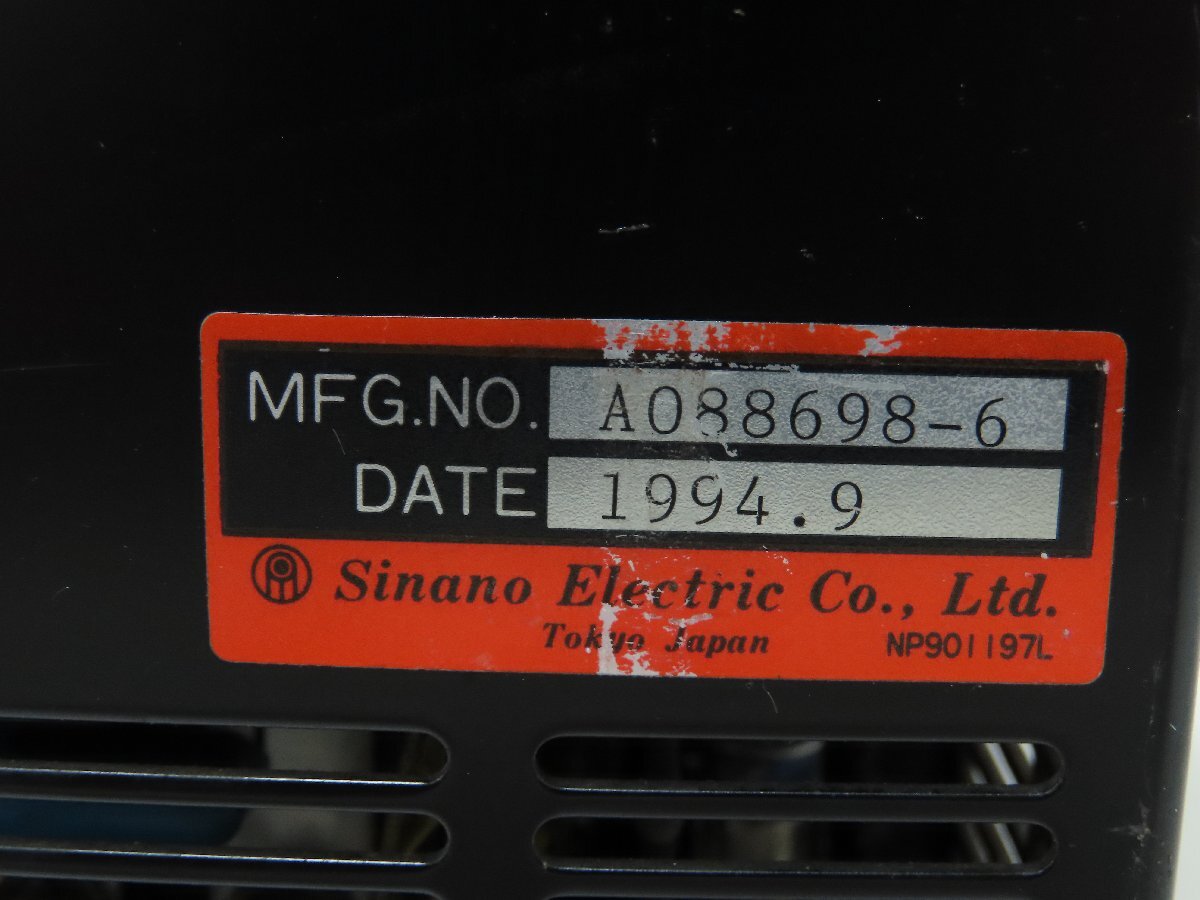 MFG.NO. A088698-6
DATE 1994.9
Sinano Electric Co., Ltd.
Tokyo Japan NP901197L